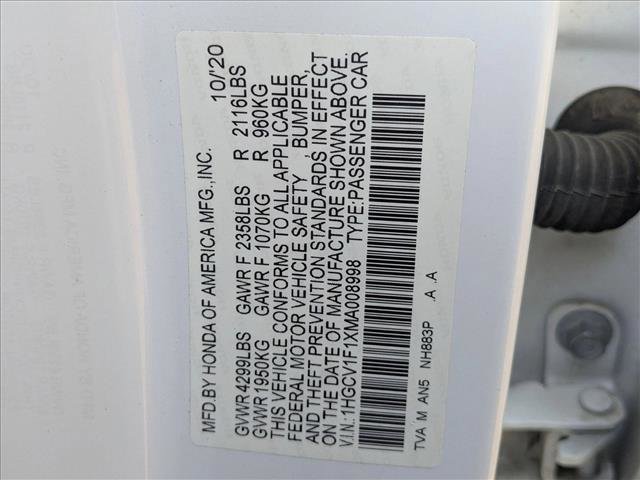 MFD.BY HONDA OF AMERICA MFG.,INC. 10/'20
GVWR 4299LBS GAWR F 2358LBS R 2116LBS
GVWR 1950KG GAWR F 1070KG R 960KG
THIS VEHICLE CONFORMS TO ALL APPLICABLE
FEDERAL MOTOR VEHICLE SAFETY , BUMPER,
AND THEFT PREVENTION STANDARDS IN EFFECT
ON THE DATE OF MANUFACTURE SHOWN ABOVE.
V.I.N.: 1HGCV1F1XMA008998 TYPE:PASSENGER CAR
TVA M AN5 NH883P .A .A